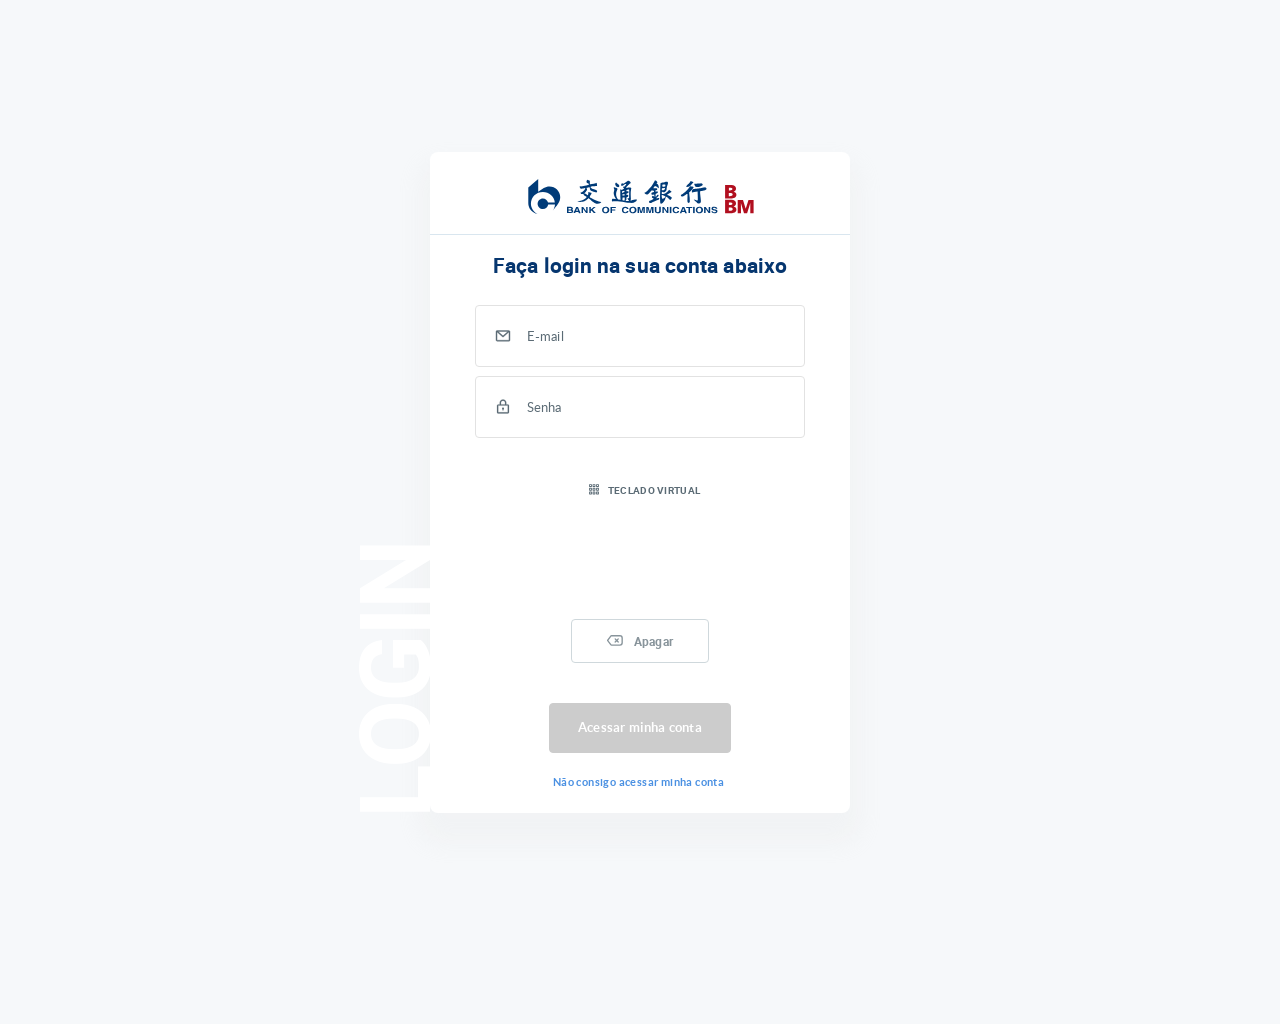 交通銀行
BANK OF COMMUNICATIONS
B
BM
Faça login na sua conta abaixo
E-mail
Senha
TECLADO VIRTUAL
Apagar
Acessar minha conta
Não consigo acessar minha conta
LOGIN